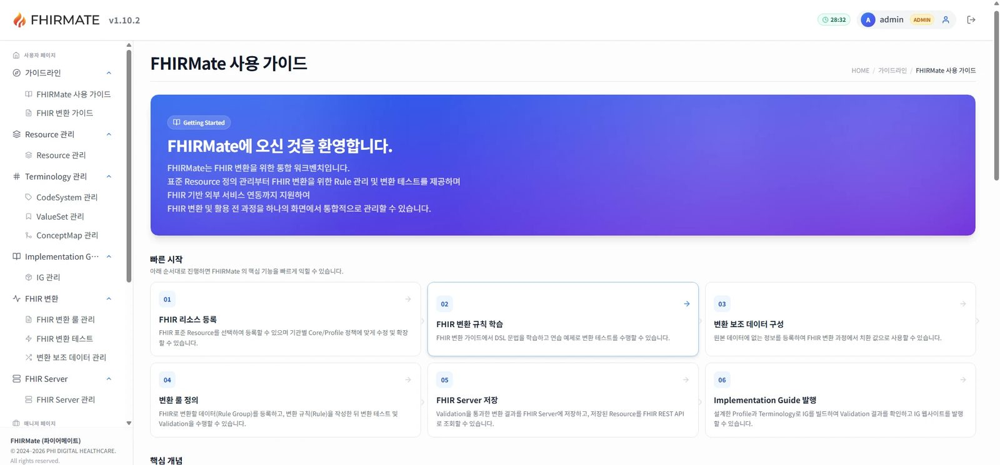 FHIRMATE v1.10.2
28:32
A admin ADMIN
사용자 페이지
가이드라인
FHIRMate 사용 가이드
FHIR 변환 가이드
Resource 관리
Resource 관리
Terminology 관리
CodeSystem 관리
ValueSet 관리
ConceptMap 관리
Implementation G…
IG 관리
FHIR 변환
FHIR 변환 룰 관리
FHIR 변환 테스트
변환 보조 데이터 관리
FHIR Server
FHIR Server 관리
매니저 페이지
FHIRMate (파이어메이트)
© 2024-2026 PHI DIGITAL HEALTHCARE.
All rights reserved.
FHIRMate 사용 가이드
HOME / 가이드라인 / FHIRMate 사용 가이드
Getting Started
FHIRMate에 오신 것을 환영합니다.
FHIRMate는 FHIR 변환을 위한 통합 워크벤치입니다.
표준 Resource 정의 관리부터 FHIR 변환을 위한 Rule 관리 및 변환 테스트를 제공하며
FHIR 기반 외부 서비스 연동까지 지원하여
FHIR 변환 및 활용 전 과정을 하나의 화면에서 통합적으로 관리할 수 있습니다.
빠른 시작
아래 순서대로 진행하면 FHIRMate 의 핵심 기능을 빠르게 익힐 수 있습니다.
01
FHIR 리소스 등록
FHIR 표준 Resource를 선택하여 등록할 수 있으며 기관별 Core/Profile 정책에 맞게 수정 및 확장
할 수 있습니다.
02
FHIR 변환 규칙 학습
FHIR 변환 가이드에서 DSL 문법을 학습하고 연습 예제로 변환 테스트를 수행할 수 있습니다.
03
변환 보조 데이터 구성
원본 데이터에 없는 정보를 등록하여 FHIR 변환 과정에서 치환 값으로 사용할 수 있습니다.
04
변환 룰 정의
FHIR로 변환할 데이터(Rule Group)를 등록하고, 변환 규칙(Rule)을 작성한 뒤 변환 테스트 및
Validation을 수행할 수 있습니다.
05
FHIR Server 저장
Validation을 통과한 변환 결과를 FHIR Server에 저장하고, 저장된 Resource를 FHIR REST API
로 조회할 수 있습니다.
06
Implementation Guide 발행
설계한 Profile과 Terminology로 IG를 빌드하여 Validation 결과를 확인하고 IG 웹사이트를 발행
할 수 있습니다.
핵심 개념